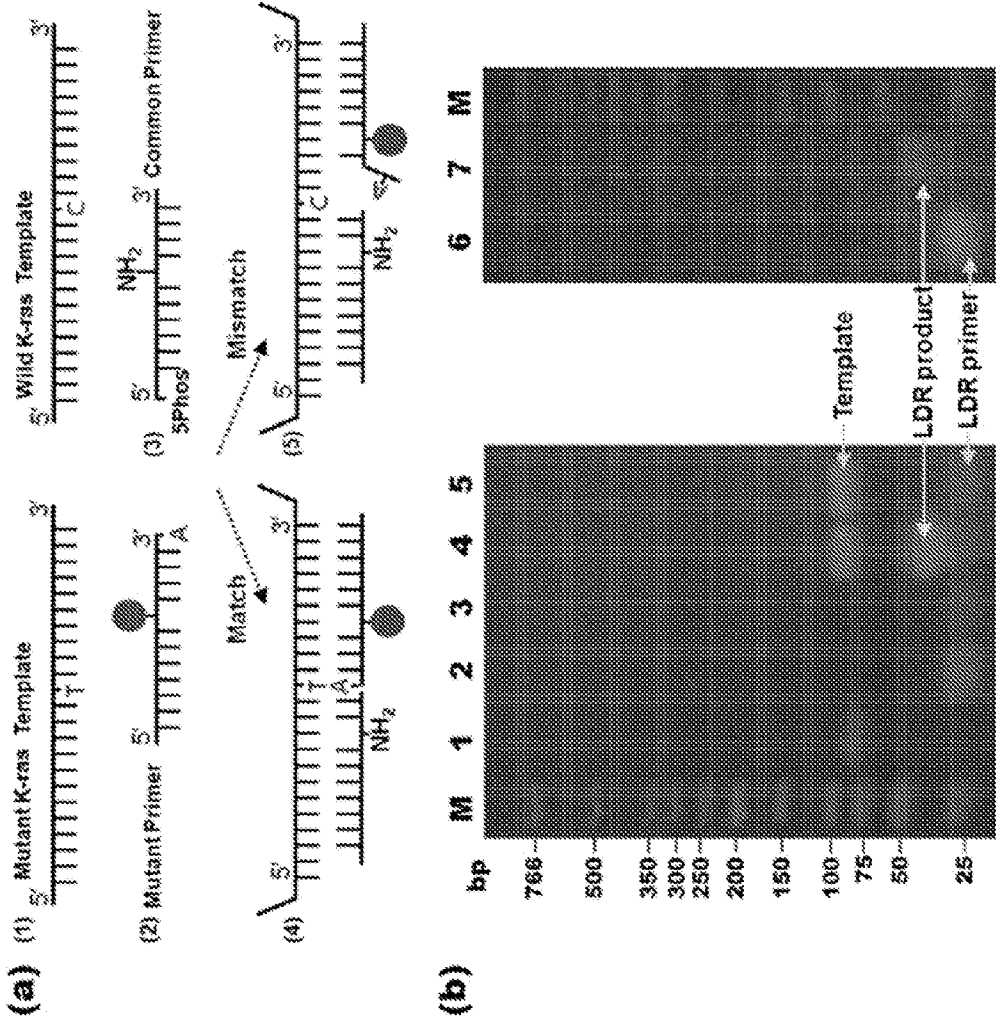 (a)
(1) Mutant K-ras Template
5' 3'
T
Wild K-ras Template
5' 3'
C
(2) Mutant Primer
5' 3'
A
(3)
5' 3'
5Phos
NH2
Common Primer
Match
Mismatch
(4)
5' 3'
T
A
NH2
(5)
5' 3'
C
NH2
(b)
bp M 1 2 3 4 5 6 7 M
766
500
350
300
250
200
150
100
75
50
25
Template
LDR product
LDR primer